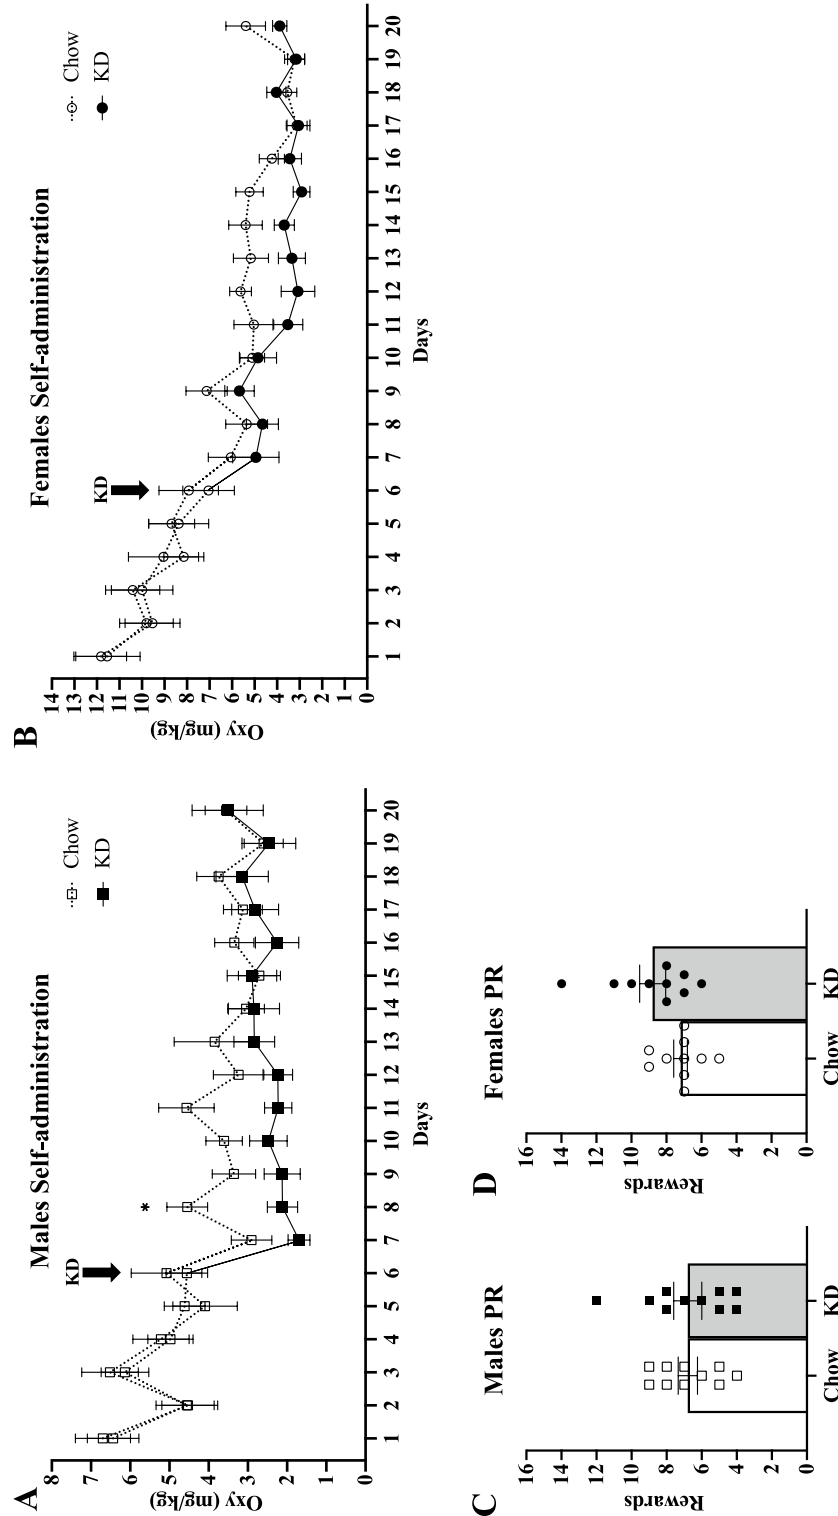 A
Males Self-administration
KD
Chow
KD
*
8
7
6
5
4
3
2
1
0
Oxy (mg/kg)
1 2 3 4 5 6 7 8 9 10 11 12 13 14 15 16 17 18 19 20
Days
B
Females Self-administration
KD
Chow
KD
14
13
12
11
10
9
8
7
6
5
4
3
2
1
0
Oxy (mg/kg)
1 2 3 4 5 6 7 8 9 10 11 12 13 14 15 16 17 18 19 20
Days
C
Males PR
16
14
12
10
8
6
4
2
0
Rewards
Chow KD
D
Females PR
16
14
12
10
8
6
4
2
0
Rewards
Chow KD